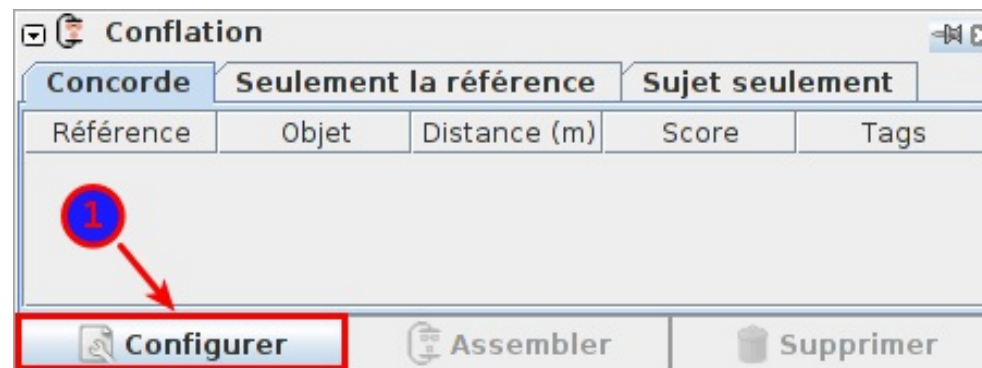 Conflation
Concorde Seulement la référence Sujet seulement
Référence Objet Distance (m) Score Tags
1
Configurer Assembler Supprimer